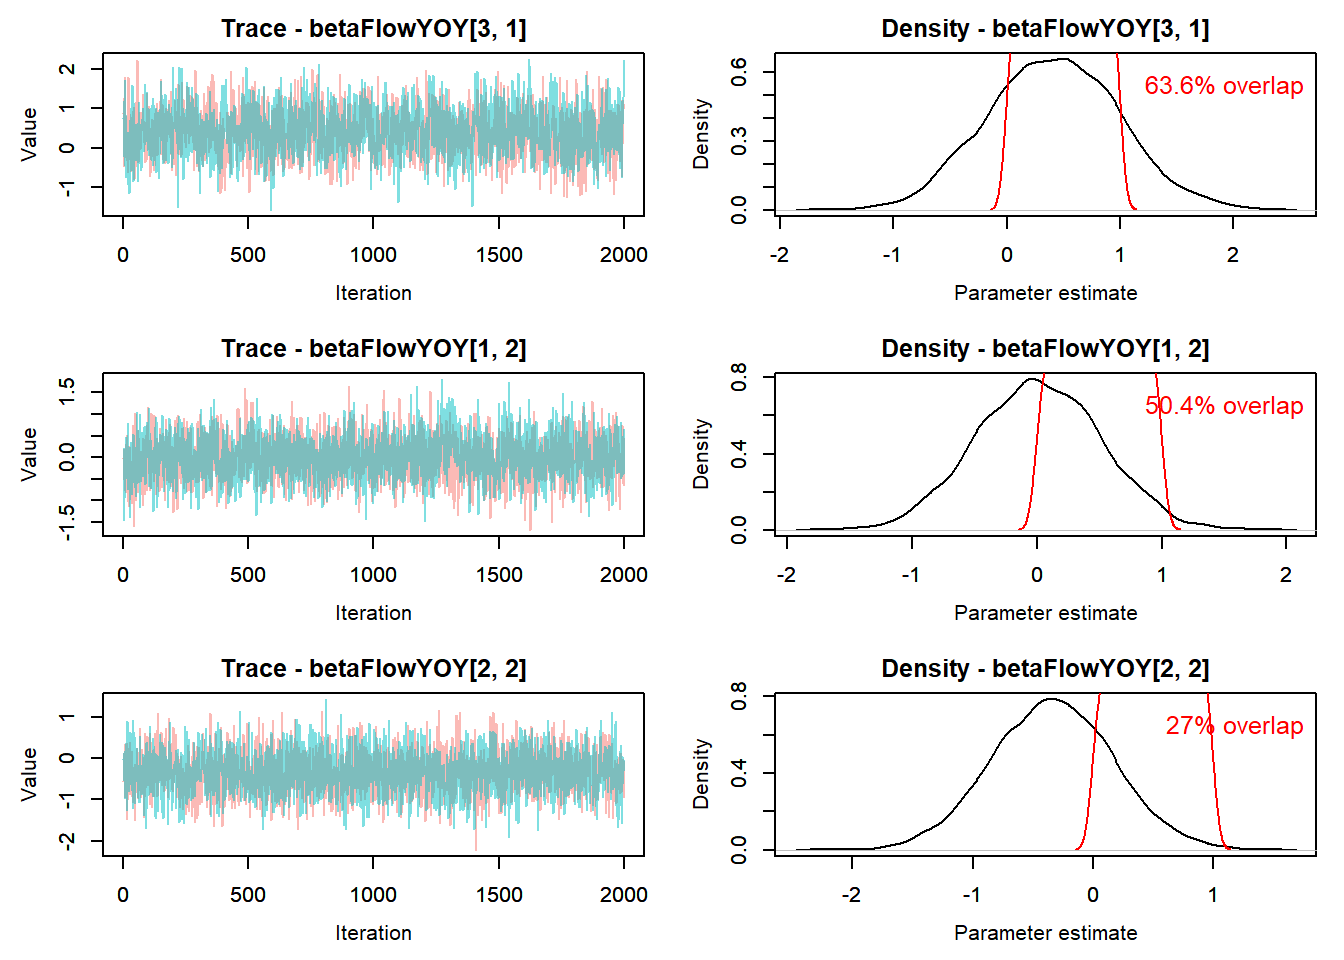 Trace - betaFlowYOY[3, 1]
Value
2
1
0
-1
0
500
1000
1500
2000
Iteration
Density - betaFlowYOY[3, 1]
63.6% overlap
Density
0.6
0.3
0.0
-2
-1
0
1
2
Parameter estimate
Trace - betaFlowYOY[1, 2]
Value
1.5
0.0
-1.5
0
500
1000
1500
2000
Iteration
Density - betaFlowYOY[1, 2]
50.4% overlap
Density
0.8
0.4
0.0
-2
-1
0
1
2
Parameter estimate
Trace - betaFlowYOY[2, 2]
Value
1
0
-1
-2
0
500
1000
1500
2000
Iteration
Density - betaFlowYOY[2, 2]
27% overlap
Density
0.8
0.4
0.0
-2
-1
0
1
Parameter estimate